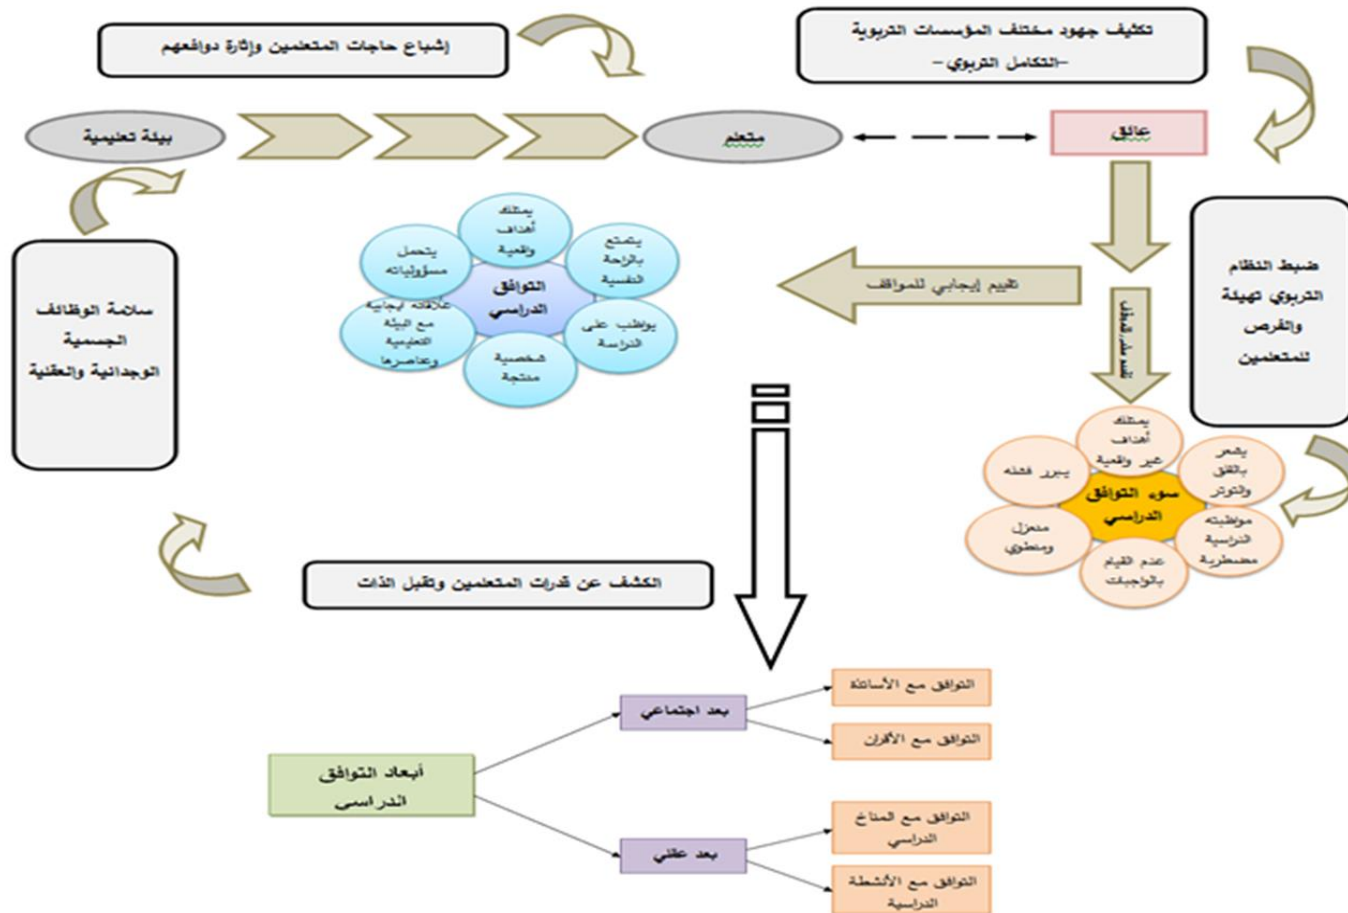 تكثيف جهود مختلف المؤسسات التربوية
-التكامل التربوي-
إشباع حاجات المتعلمين وإثارة دوافعهم
عائق
متعلم
بيئة تعليمية
ضبط النظام
التربوي تهيئة
والفرص
للمتعلمين
تقييم إيجابي للمواقف
يمتلك
أهداف
واقعية
يتمتع
بالراحة
النفسية
يواظب على
الدراسة
شخصية
منتجة
علاقاته ايجابية
مع البيئة
التعليمية
وعناصرها
يتحمل
مسؤولياته
التوافق
الدراسي
سلامة الوظائف
الجسمية
الوجدانية والعقلية
يمتلك
أهداف
غير واقعية
يشعر
بالقلق
والتوتر
مواظبته
الدراسية
مضطربة
عدم القيام
بالواجبات
منعزل
ومنطوي
يبرر فشله
سوء التوافق
الدراسي
الكشف عن قدرات المتعلمين وتقبل الذات
أبعاد التوافق
الدراسي
بعد اجتماعي
التوافق مع الأساتذة
التوافق مع الأقران
بعد عقلي
التوافق مع المناخ
الدراسي
التوافق مع الأنشطة
الدراسية